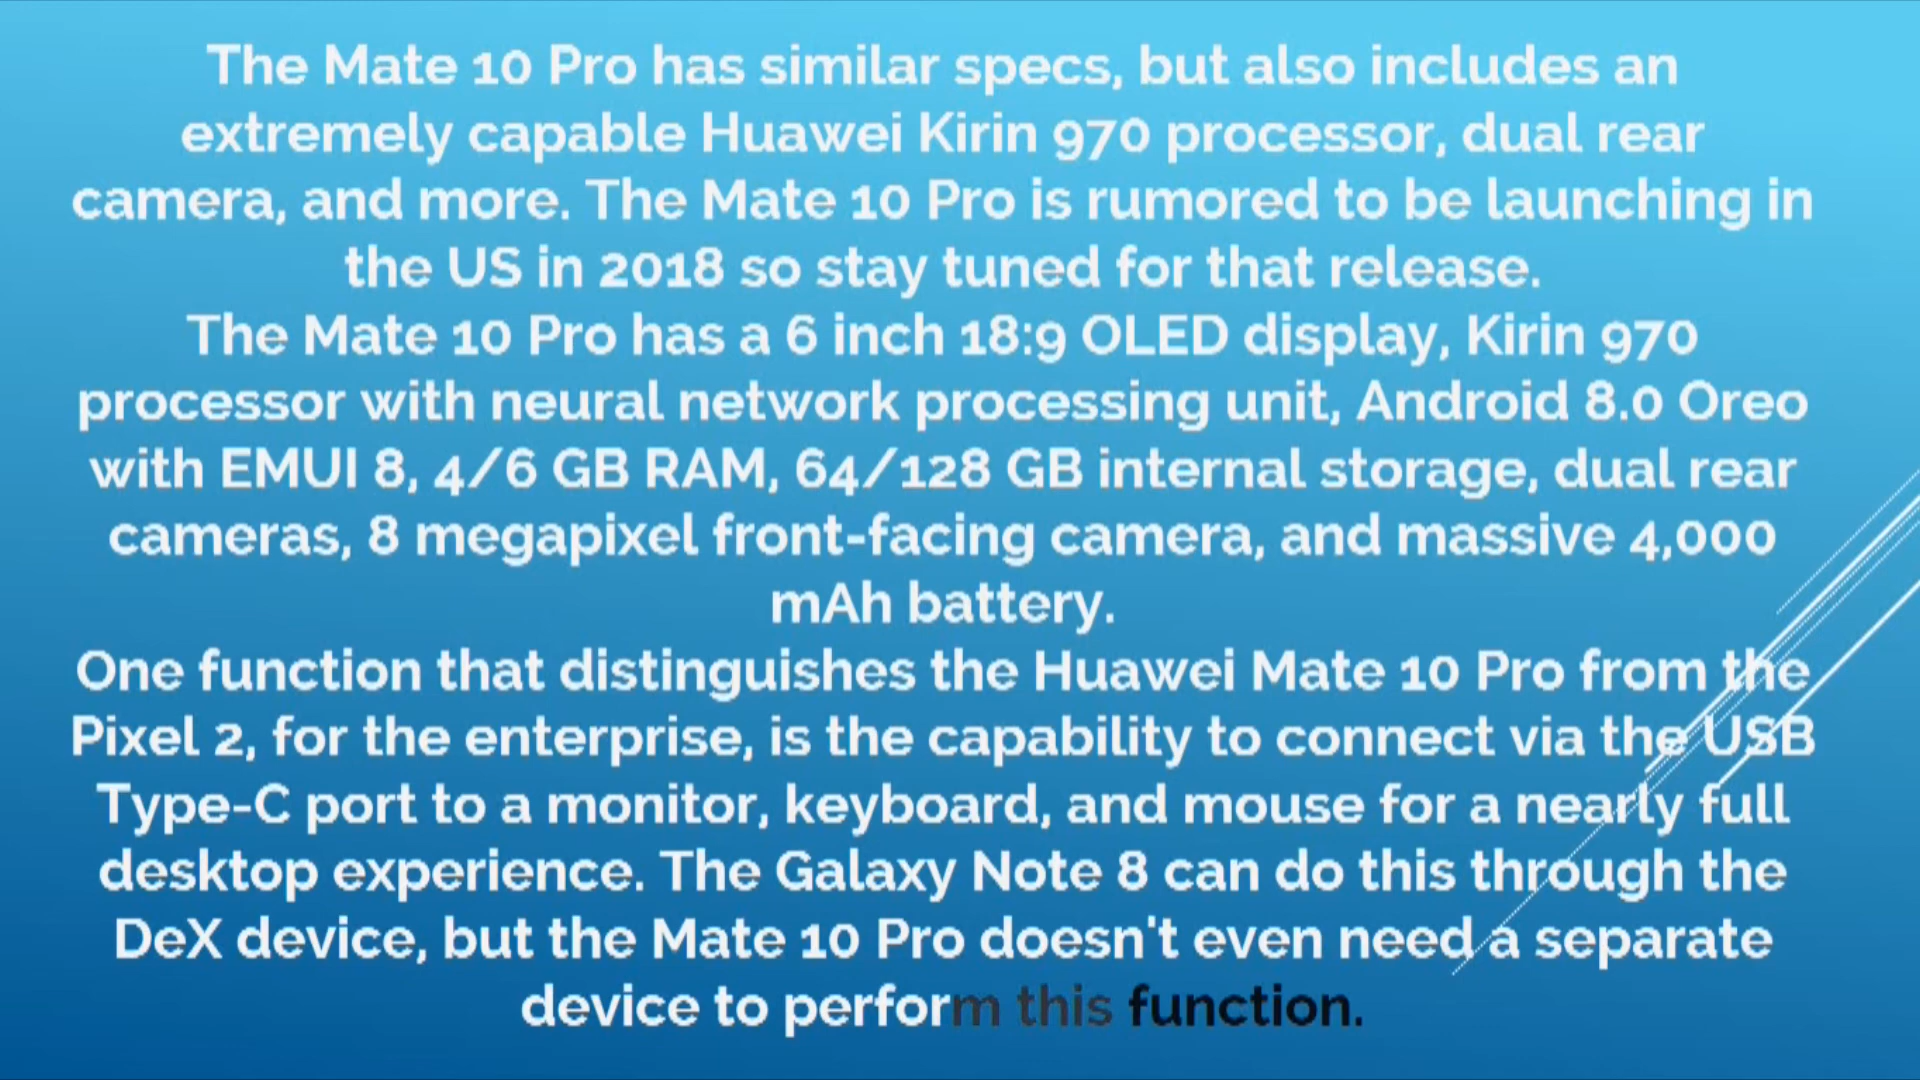 The Mate 10 Pro has similar specs, but also includes an
extremely capable Huawei Kirin 970 processor, dual rear
camera, and more. The Mate 10 Pro is rumored to be launching in
the US in 2018 so stay tuned for that release.
The Mate 10 Pro has a 6 inch 18:9 OLED display, Kirin 970
processor with neural network processing unit, Android 8.0 Oreo
with EMUI 8, 4/6 GB RAM, 64/128 GB internal storage, dual rear
cameras, 8 megapixel front-facing camera, and massive 4,000
mAh battery.
One function that distinguishes the Huawei Mate 10 Pro from the
Pixel 2, for the enterprise, is the capability to connect via the USB
Type-C port to a monitor, keyboard, and mouse for a nearly full
desktop experience. The Galaxy Note 8 can do this through the
DeX device, but the Mate 10 Pro doesn't even need a separate
device to perform this function.